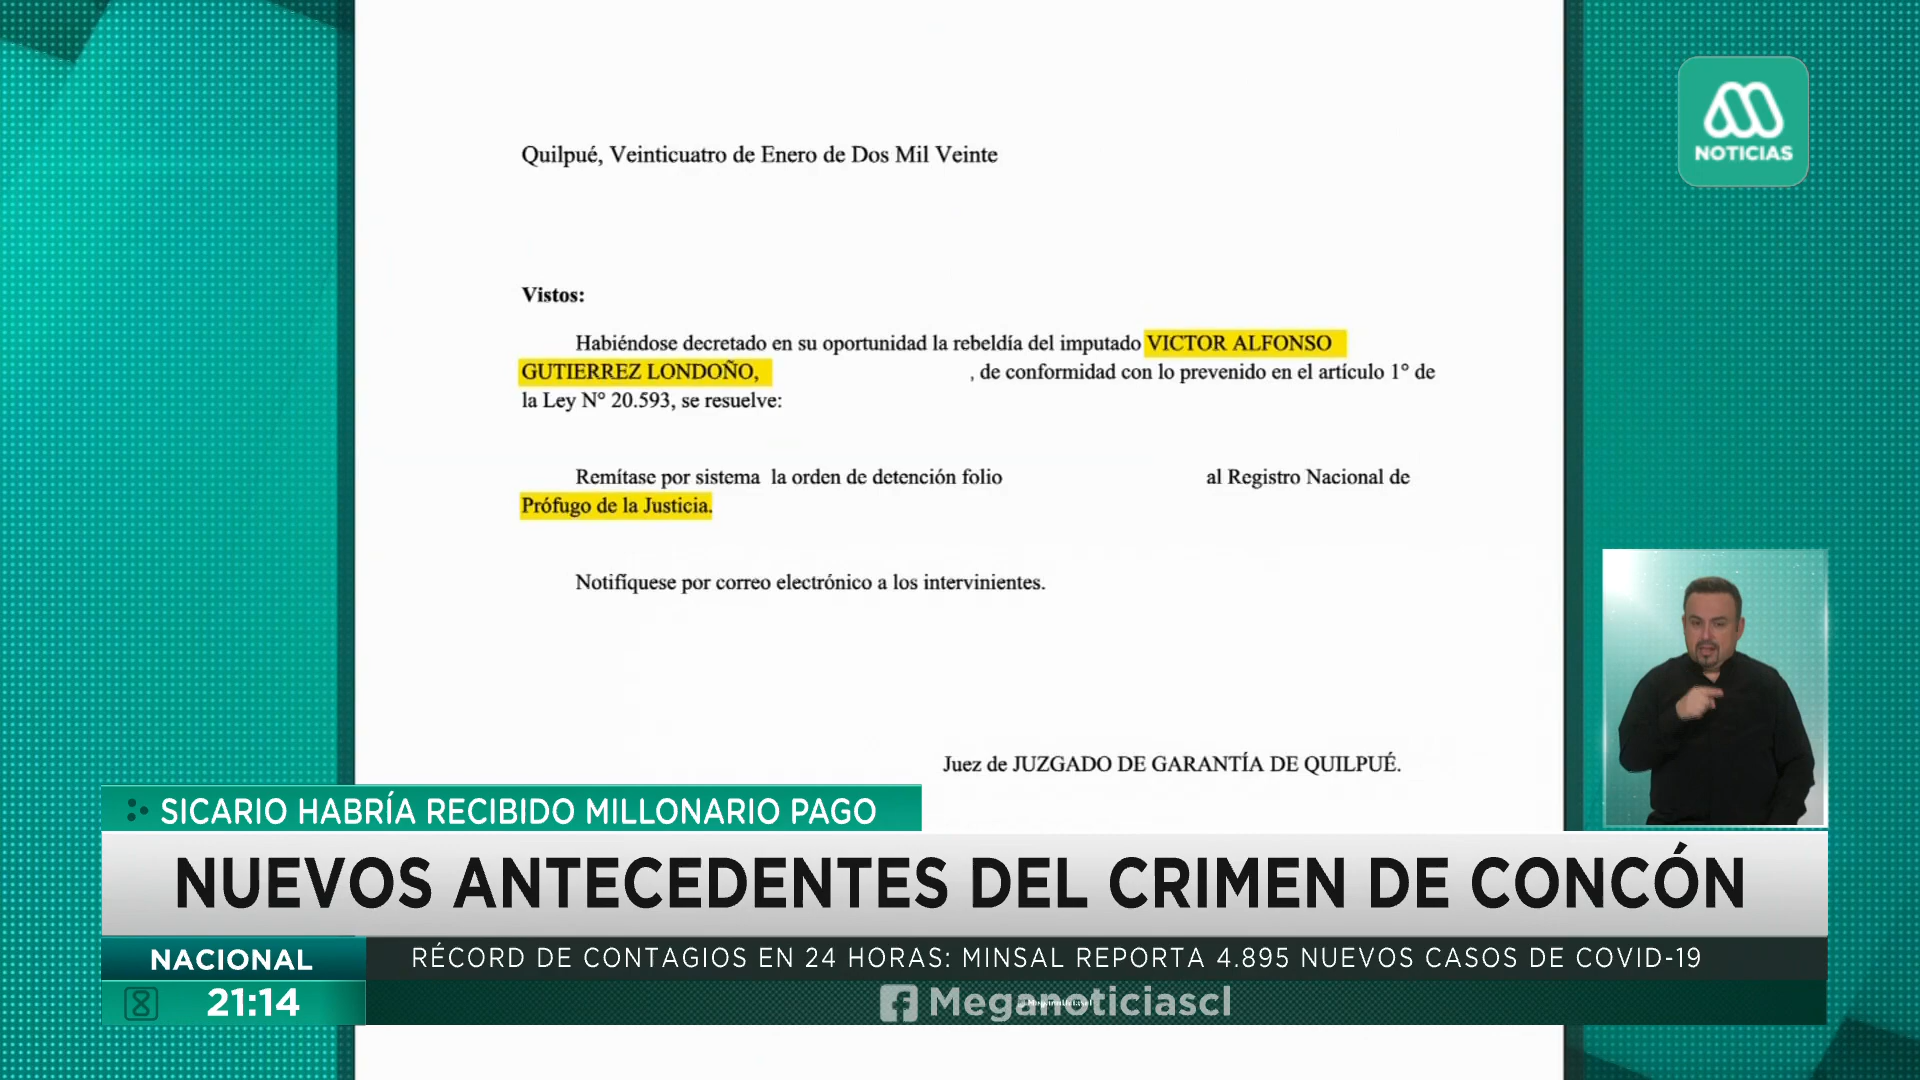 Quilpué, Veinticuatro de Enero de Dos Mil Veinte
NOTICIAS
Vistos:
Habiéndose decretado en su oportunidad la rebeldía del imputado VICTOR ALFONSO
GUTIERREZ LONDOÑO, , de conformidad con lo prevenido en el artículo 1° de
la Ley N° 20.593, se resuelve:
Remítase por sistema la orden de detención folio al Registro Nacional de
Prófugo de la Justicia.
Notifíquese por correo electrónico a los intervinientes.
Juez de JUZGADO DE GARANTÍA DE QUILPUÉ.
SICARIO HABRÍA RECIBIDO MILLONARIO PAGO
NUEVOS ANTECEDENTES DEL CRIMEN DE CONCÓN
NACIONAL
RÉCORD DE CONTAGIOS EN 24 HORAS: MINSAL REPORTA 4.895 NUEVOS CASOS DE COVID-19
21:14
Meganoticiascl